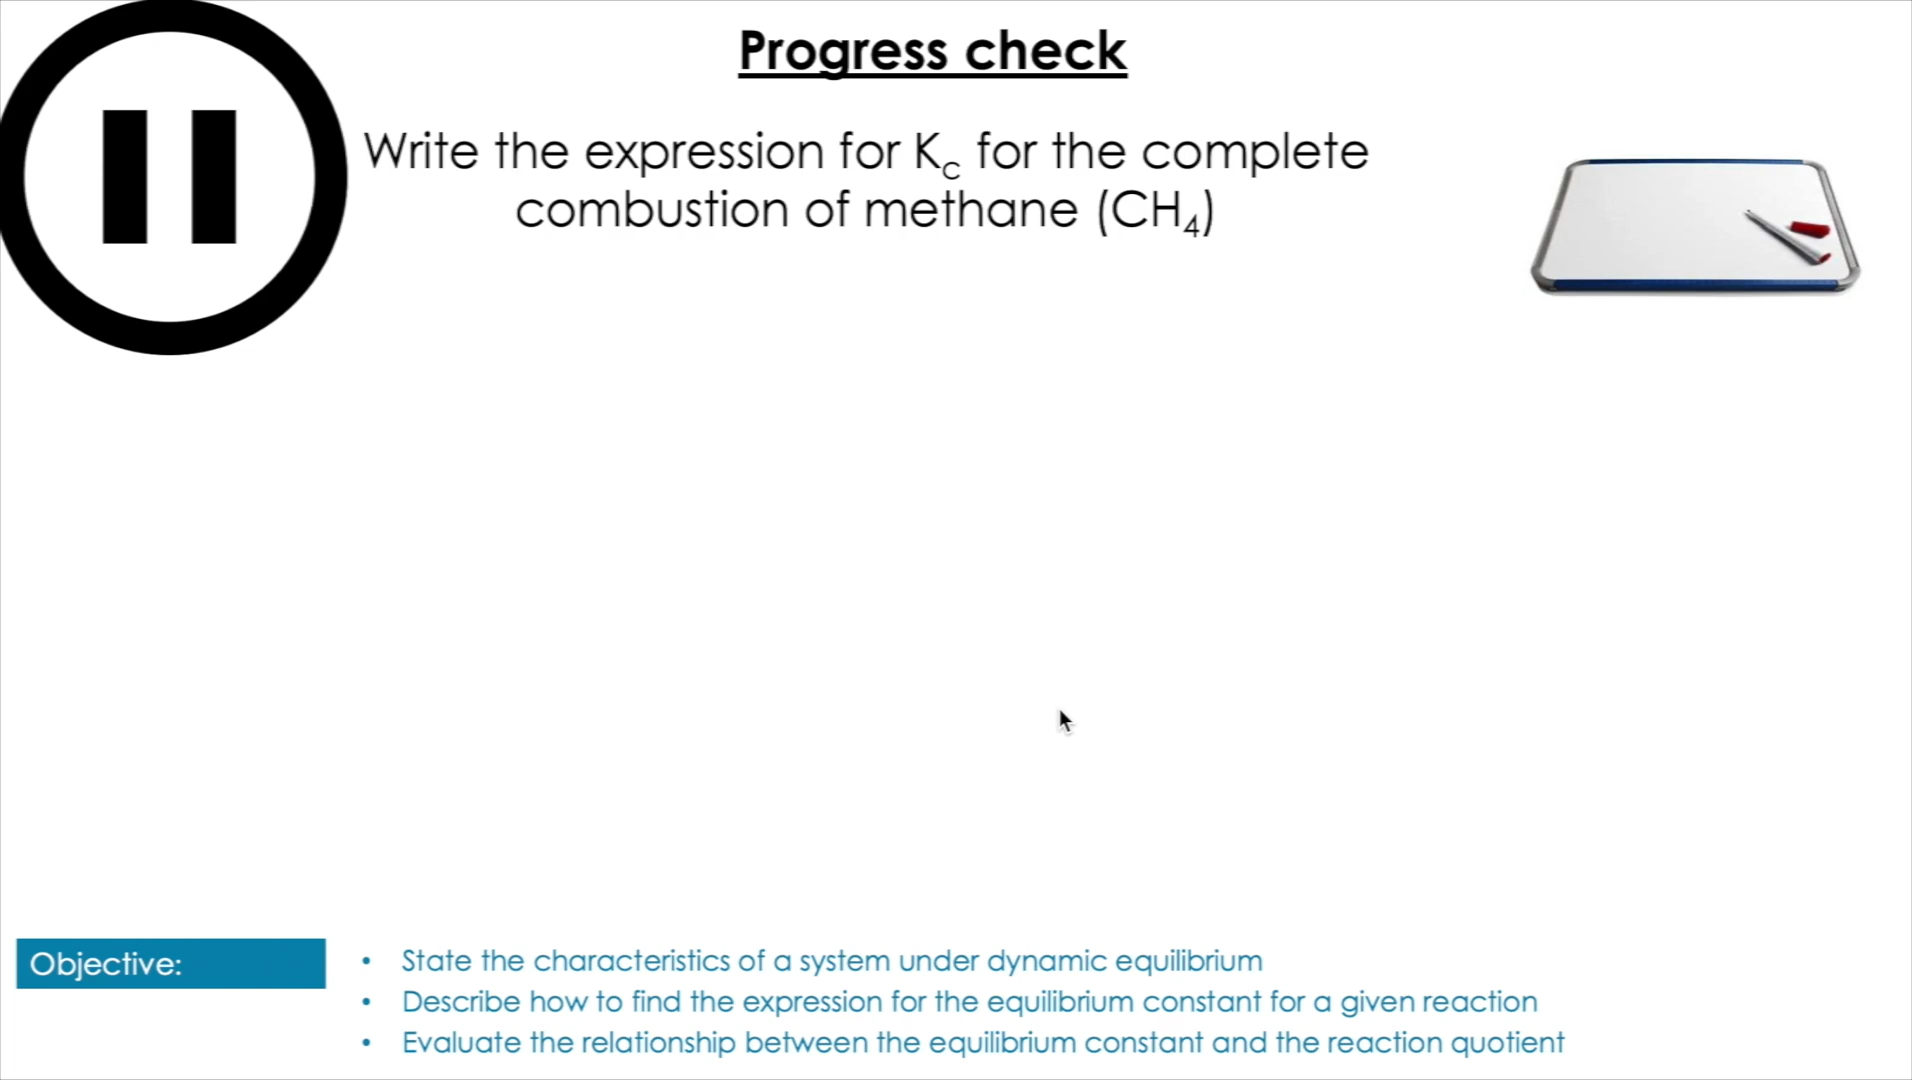 Progress check
Write the expression for Kc for the complete
combustion of methane (CH4)
Objective:
• State the characteristics of a system under dynamic equilibrium
• Describe how to find the expression for the equilibrium constant for a given reaction
• Evaluate the relationship between the equilibrium constant and the reaction quotient